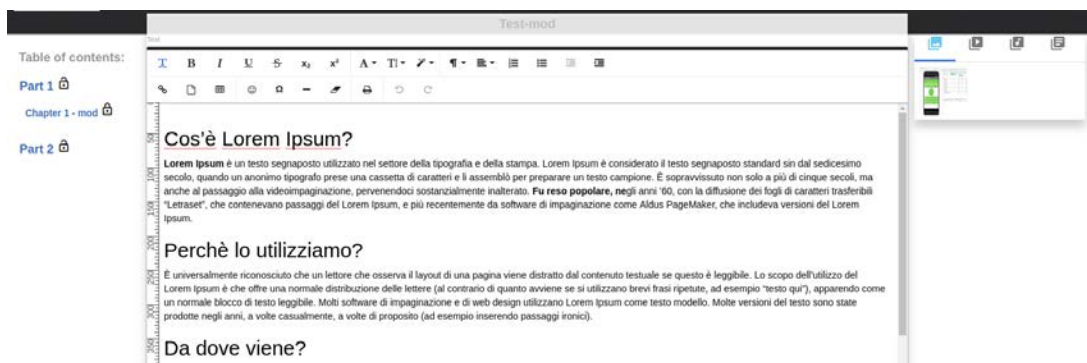 Test-mod
Text
Table of contents:
Part 1
Chapter 1 - mod
Part 2
Cos’è Lorem Ipsum?
Lorem Ipsum è un testo segnaposto utilizzato nel settore della tipografia e della stampa. Lorem Ipsum è considerato il testo segnaposto standard sin dal sedicesimo
secolo, quando un anonimo tipografo prese una cassetta di caratteri e li assemblò per preparare un testo campione. È sopravvissuto non solo a più di cinque secoli, ma
anche al passaggio alla videoimpaginazione, pervenendoci sostanzialmente inalterato. Fu reso popolare, negli anni ’60, con la diffusione dei fogli di caratteri trasferibili
“Letraset”, che contenevano passaggi del Lorem Ipsum, e più recentemente da software di impaginazione come Aldus PageMaker, che includeva versioni del Lorem
Ipsum.
Perchè lo utilizziamo?
È universalmente riconosciuto che un lettore che osserva il layout di una pagina viene distratto dal contenuto testuale se questo è leggibile. Lo scopo dell’utilizzo del
Lorem Ipsum è che offre una normale distribuzione delle lettere (al contrario di quanto avviene se si utilizzano brevi frasi ripetute, ad esempio “testo qui”), apparendo come
un normale blocco di testo leggibile. Molti software di impaginazione e di web design utilizzano Lorem Ipsum come testo modello. Molte versioni del testo sono state
prodotte negli anni, a volte casualmente, a volte di proposito (ad esempio inserendo passaggi ironici).
Da dove viene?